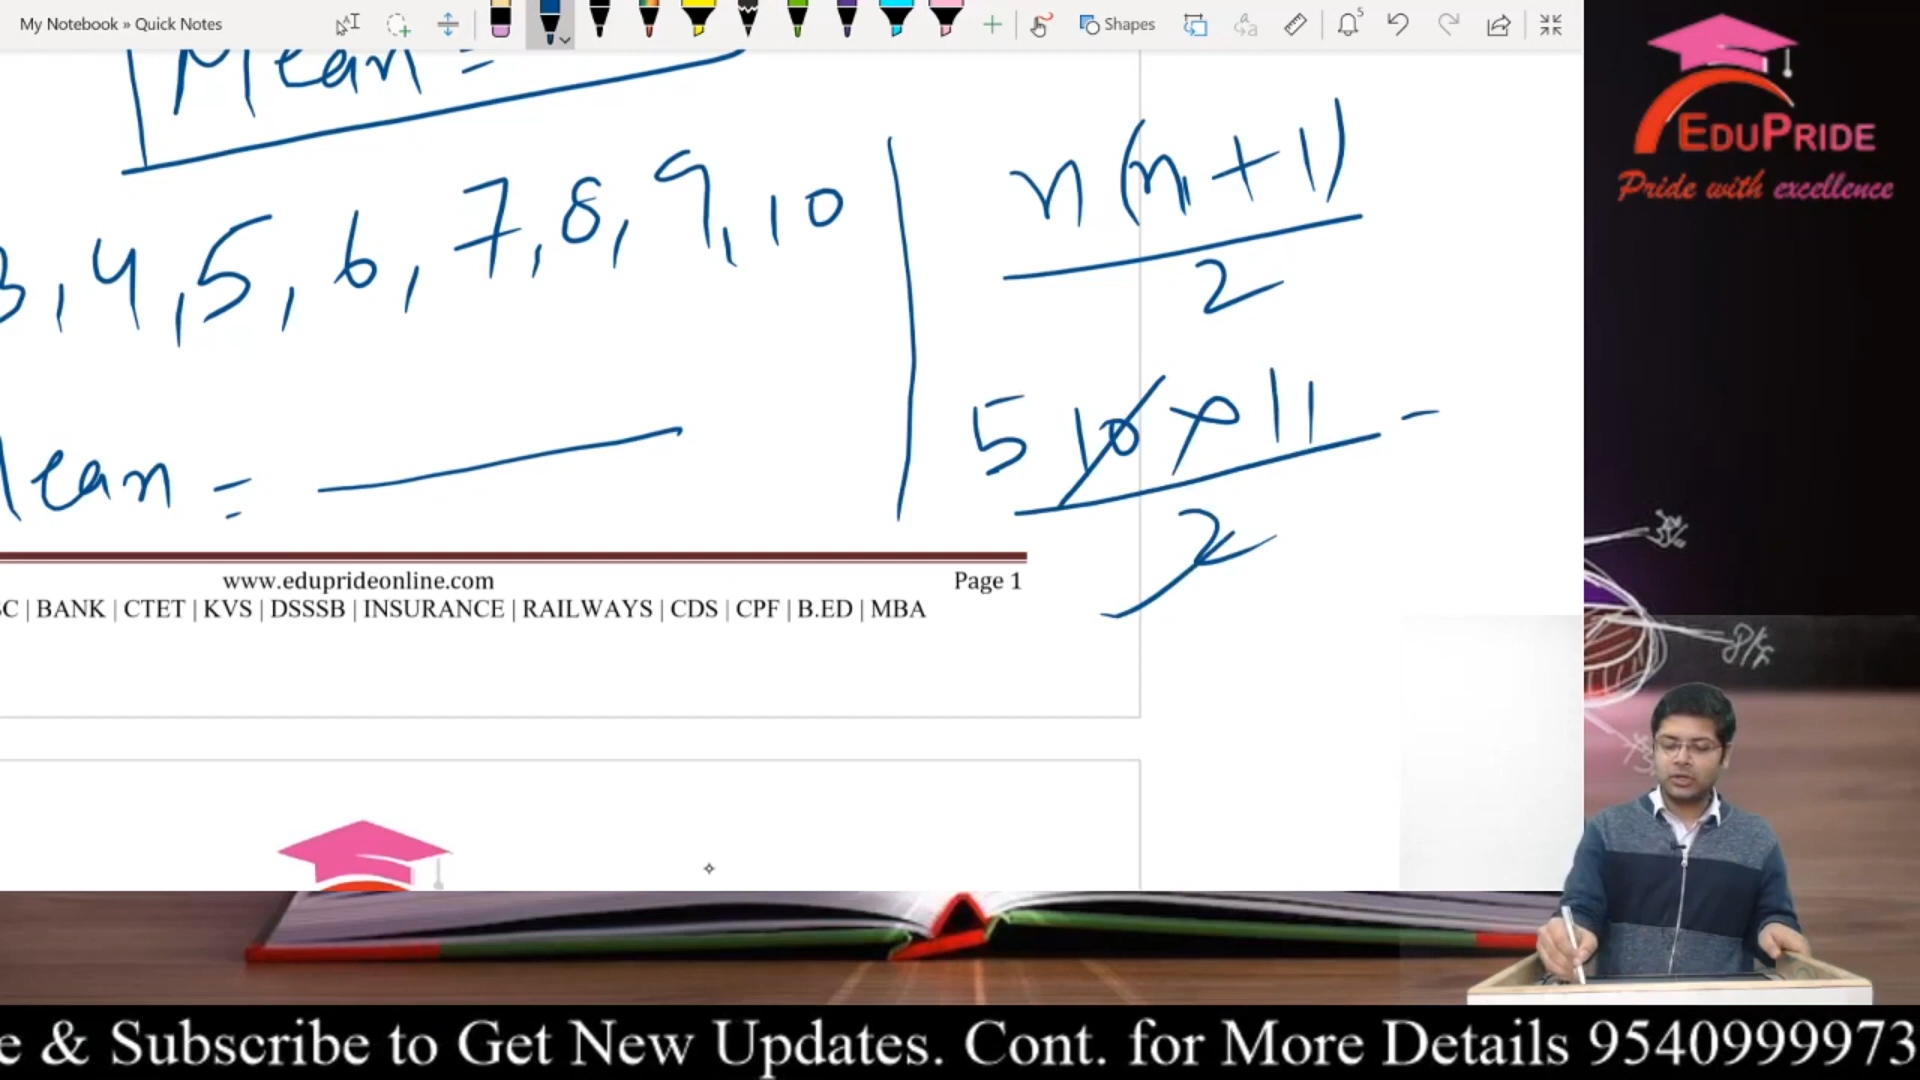 My Notebook » Quick Notes
Shapes
5
Mean =
3, 4, 5, 6, 7, 8, 9, 10
n(n+1)
2
5 10 × 11 -
2
Mean =
www.eduprideonline.com
Page 1
SC | BANK | CTET | KVS | DSSSB | INSURANCE | RAILWAYS | CDS | CPF | B.ED | MBA
EDUPRIDE
Pride with excellence
e & Subscribe to Get New Updates. Cont. for More Details 9540999973